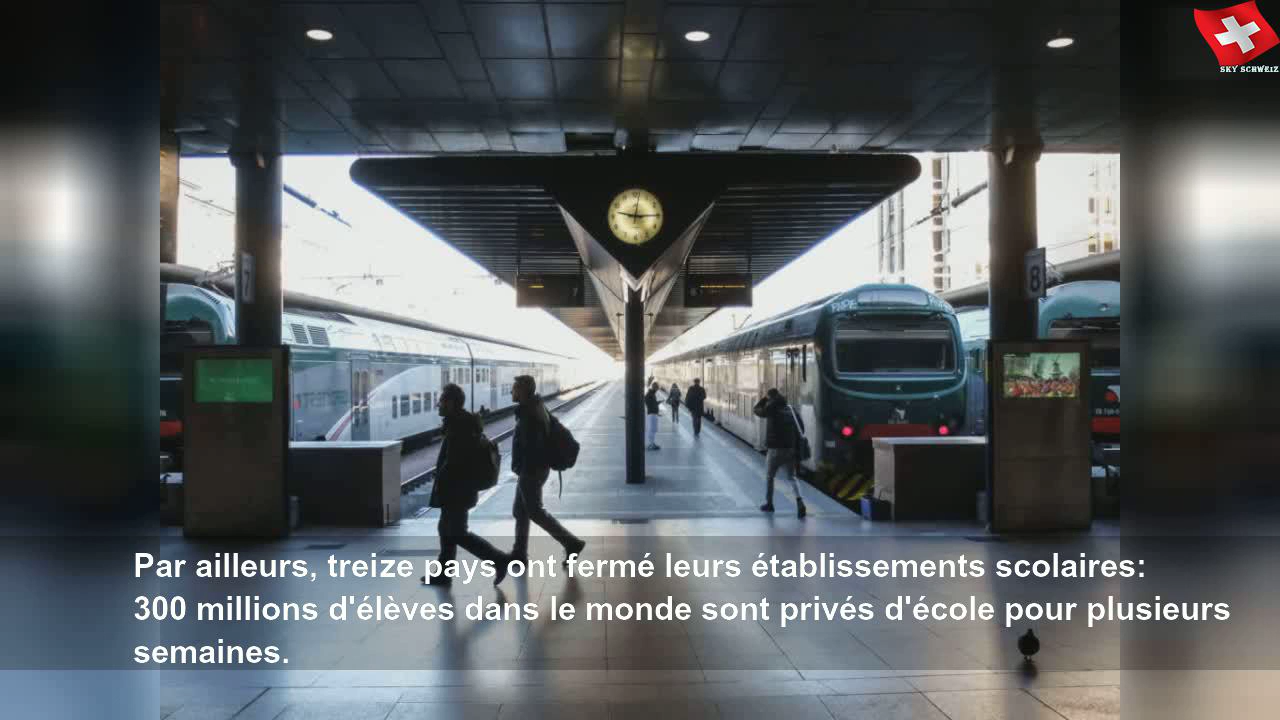 SKY SCHWEIZ
7
8
Par ailleurs, treize pays ont fermé leurs établissements scolaires:
300 millions d'élèves dans le monde sont privés d'école pour plusieurs
semaines.